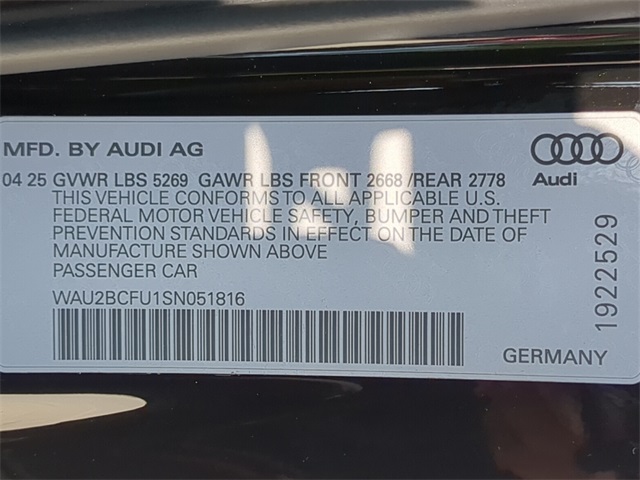 MFD. BY AUDI AG
04 25 GVWR LBS 5269 GAWR LBS FRONT 2668 /REAR 2778
THIS VEHICLE CONFORMS TO ALL APPLICABLE U.S.
FEDERAL MOTOR VEHICLE SAFETY, BUMPER AND THEFT
PREVENTION STANDARDS IN EFFECT ON THE DATE OF
MANUFACTURE SHOWN ABOVE
PASSENGER CAR
WAU2BCFU1SN051816
Audi
1922529
GERMANY